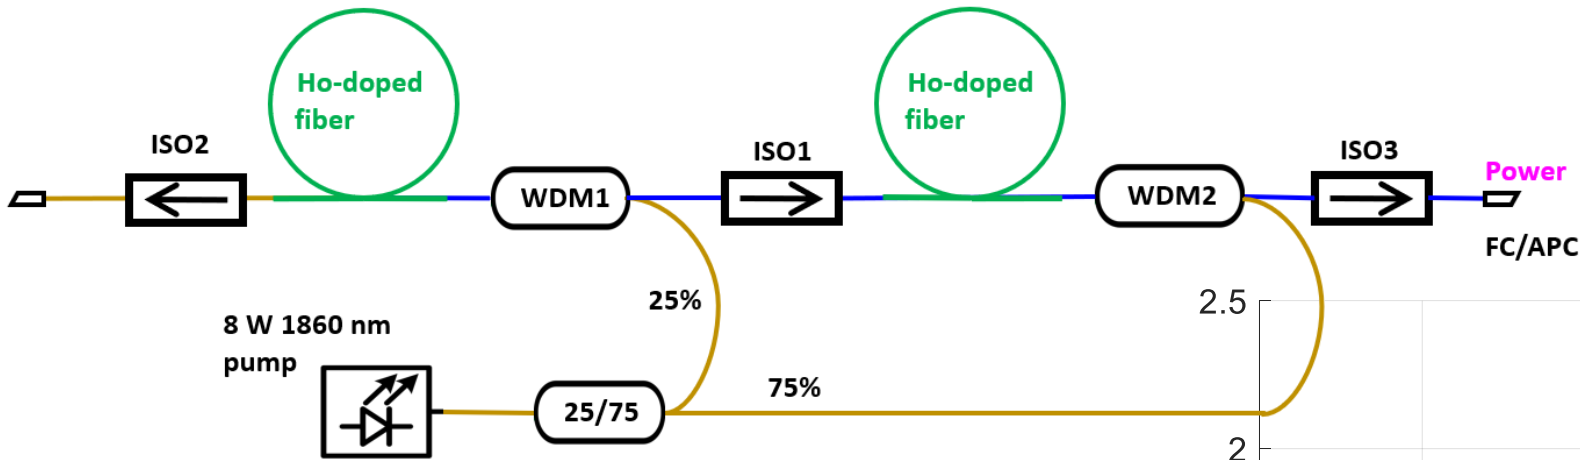 Ho-doped
fiber
Ho-doped
fiber
ISO2
ISO1
ISO3
WDM1
WDM2
Power
FC/APC
25%
2.5
8 W 1860 nm
pump
75%
25/75
2